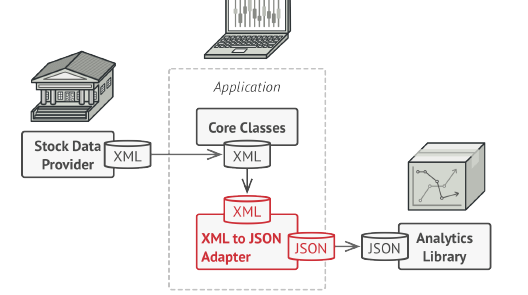 Application
Core Classes
Stock Data
Provider
XML
XML
XML
XML to JSON
Adapter
JSON
JSON
Analytics
Library